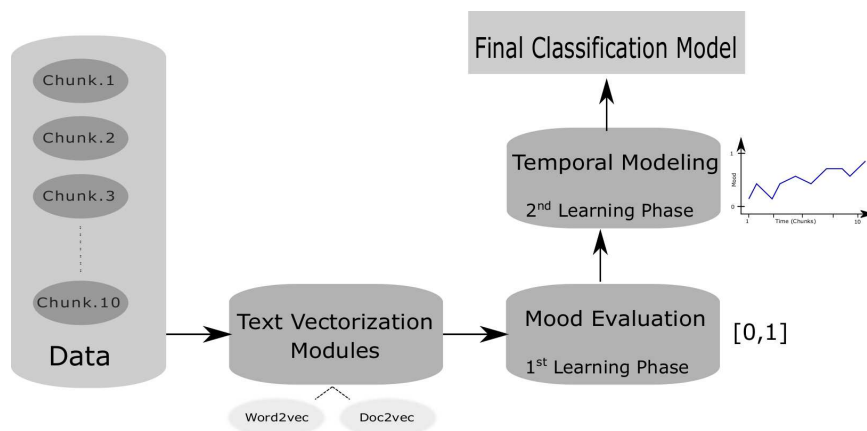 Chunk.1
Chunk.2
Chunk.3
Chunk.10
Data
Text Vectorization
Modules
Word2vec
Doc2vec
Mood Evaluation
1st Learning Phase
[0,1]
Temporal Modeling
2nd Learning Phase
Mood
1
0
1
Time (Chunks)
10
Final Classification Model